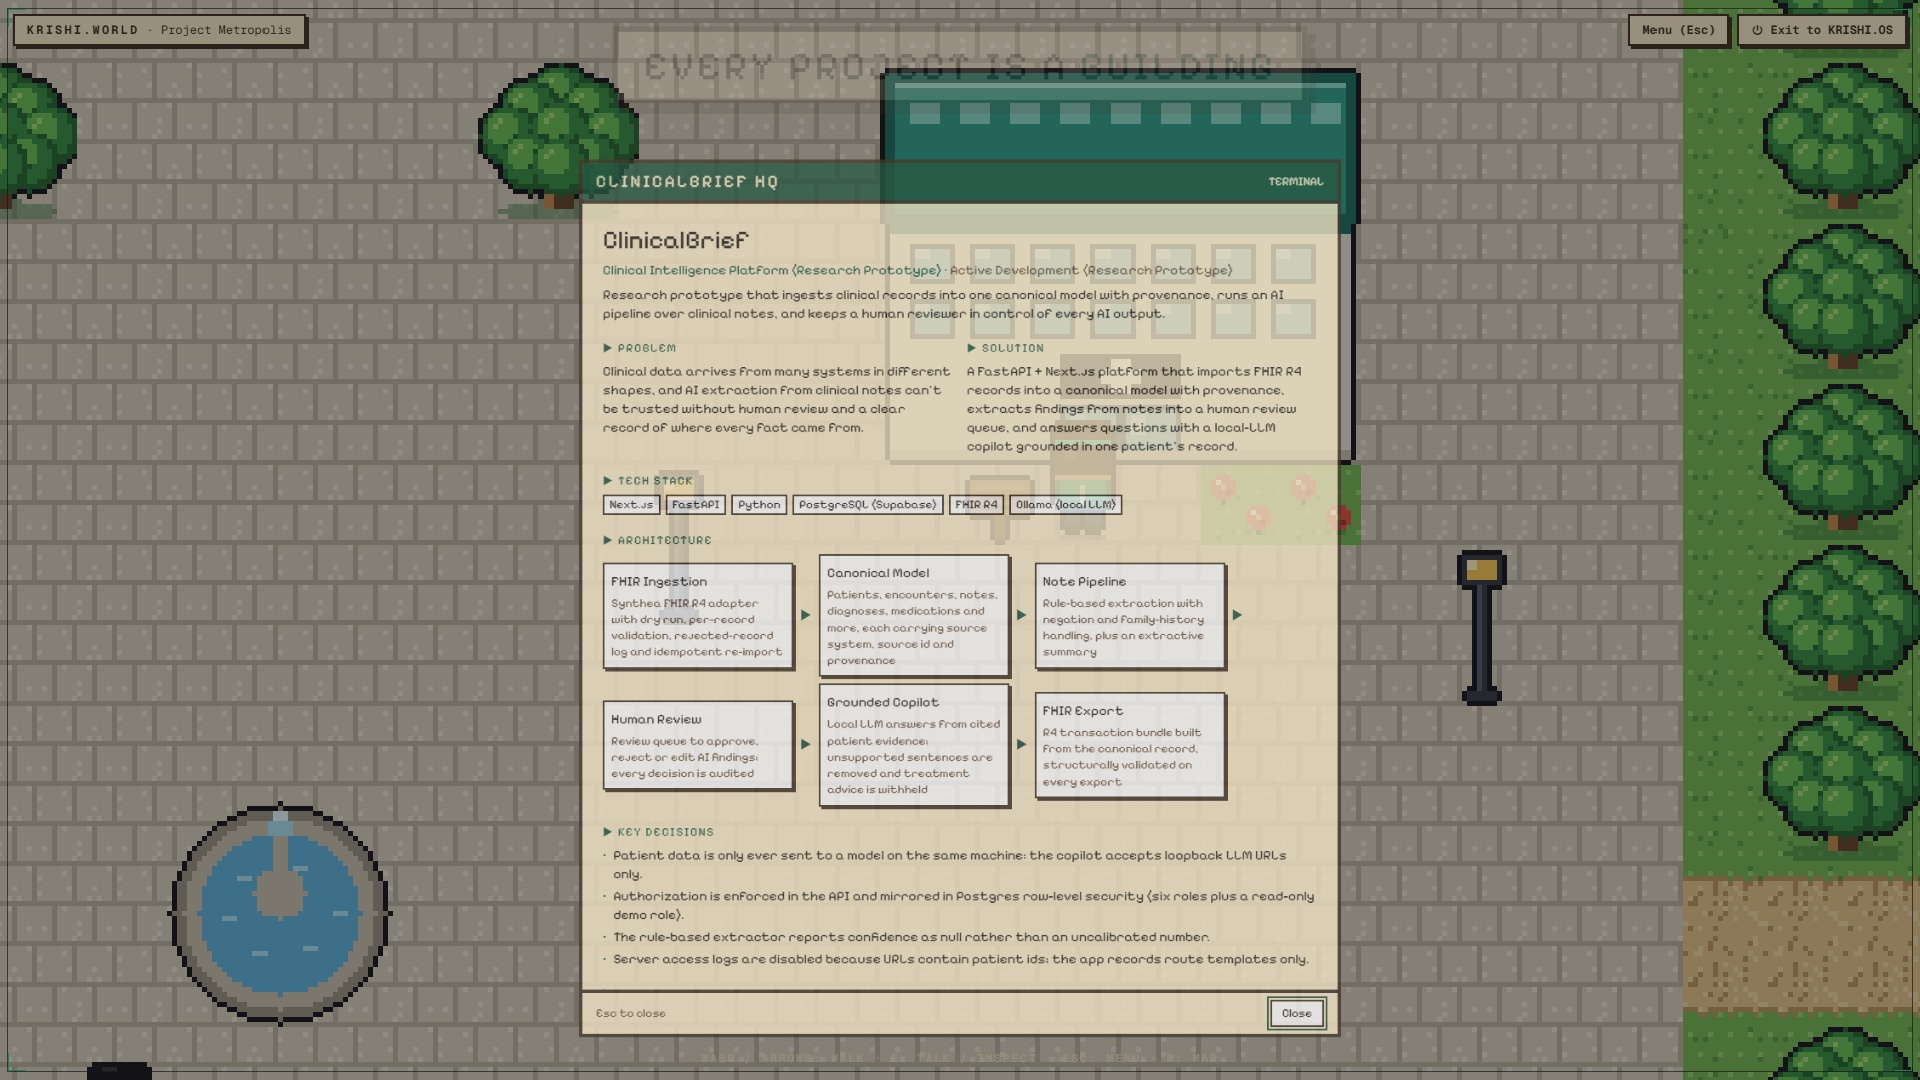 KRISHI.WORLD · Project Metropolis
Menu (Esc)
Exit to KRISHI.OS
EVERY PROJECT IS A BUILDING
CLINICALBRIEF HQ
TERMINAL
ClinicalBrief
Clinical Intelligence Platform (Research Prototype) · Active Development (Research Prototype)
Research prototype that ingests clinical records into one canonical model with provenance, runs an AI
pipeline over clinical notes, and keeps a human reviewer in control of every AI output.
▶ PROBLEM
Clinical data arrives from many systems in different
shapes, and AI extraction from clinical notes can't
be trusted without human review and a clear
record of where every fact came from.
▶ SOLUTION
A FastAPI + Next.js platform that imports FHIR R4
records into a canonical model with provenance,
extracts findings from notes into a human review
queue, and answers questions with a local-LLM
copilot grounded in one patient's record.
▶ TECH STACK
Next.js
FastAPI
Python
PostgreSQL (Supabase)
FHIR R4
Ollama (local LLM)
▶ ARCHITECTURE
FHIR Ingestion
Synthea FHIR R4 adapter
with dry run, per-record
validation, rejected-record
log and idempotent re-import
Canonical Model
Patients, encounters, notes,
diagnoses, medications and
more, each carrying source
system, source id and
provenance
Note Pipeline
Rule-based extraction with
negation and family-history
handling, plus an extractive
summary
Human Review
Review queue to approve,
reject or edit AI findings;
every decision is audited
Grounded Copilot
Local LLM answers from cited
patient evidence;
unsupported sentences are
removed and treatment
advice is withheld
FHIR Export
R4 transaction bundle built
from the canonical record,
structurally validated on
every export
▶ KEY DECISIONS
· Patient data is only ever sent to a model on the same machine: the copilot accepts loopback LLM URLs
only.
· Authorization is enforced in the API and mirrored in Postgres row-level security (six roles plus a read-only
demo role).
· The rule-based extractor reports confidence as null rather than an uncalibrated number.
· Server access logs are disabled because URLs contain patient ids; the app records route templates only.
Esc to close
Close
WASD / ARROWS: WALK · E: TALK / INSPECT · ESC: MENU · M: MAP